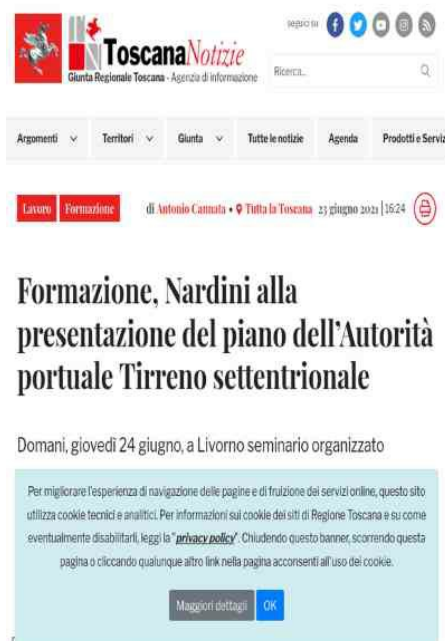 seguici su
ToscanaNotizie
Giunta Regionale Toscana - Agenzia di informazione
Ricerca...
Argomenti Territori Giunta Tutte le notizie Agenda Prodotti e Serviz
Lavoro Formazione di Antonio Cannata • Tutta la Toscana 23 giugno 2021 | 16:24
Formazione, Nardini alla
presentazione del piano dell'Autorità
portuale Tirreno settentrionale
Domani, giovedì 24 giugno, a Livorno seminario organizzato
Per migliorare l'esperienza di navigazione delle pagine e di fruizione dei servizi online, questo sito
utilizza cookie tecnici e analitici. Per informazioni sui cookie dei siti di Regione Toscana e su come
eventualmente disabilitarli, leggi la "privacy policy". Chiudendo questo banner, scorrendo questa
pagina o cliccando qualunque altro link nella pagina acconsenti all'uso dei cookie.
Maggiori dettagli OK